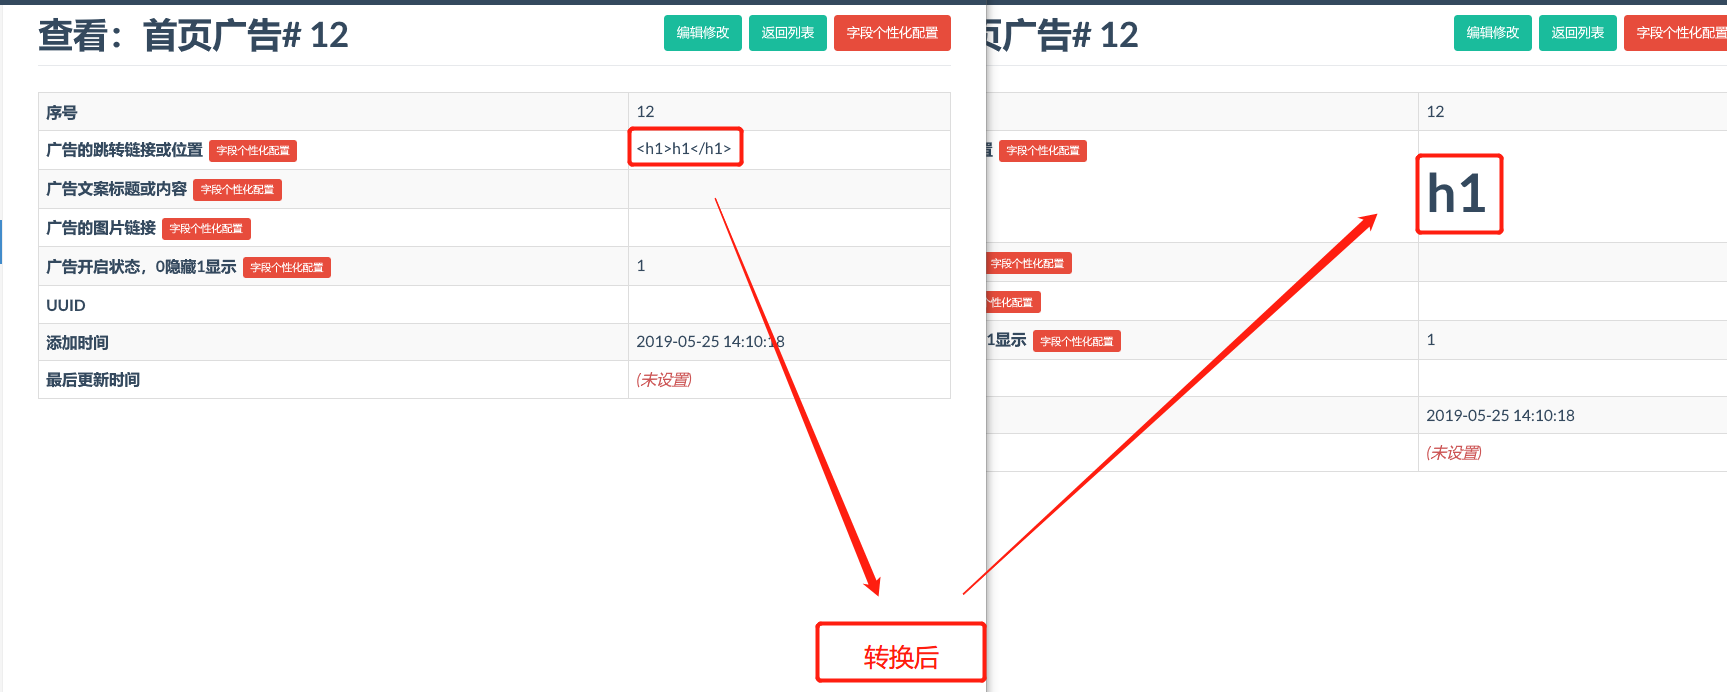 查看：首页广告# 12
编辑修改 返回列表 字段个性化配置
序号 12
广告的跳转链接或位置 字段个性化配置 <h1>h1</h1>
广告文案标题或内容 字段个性化配置
广告的图片链接 字段个性化配置
广告开启状态，0隐藏1显示 字段个性化配置 1
UUID
添加时间 2019-05-25 14:10:18
最后更新时间 (未设置)
转换后
页广告# 12
编辑修改 返回列表 字段个性化配置
12
置 字段个性化配置
h1
字段个性化配置
个性化配置
1显示 字段个性化配置 1
2019-05-25 14:10:18
(未设置)